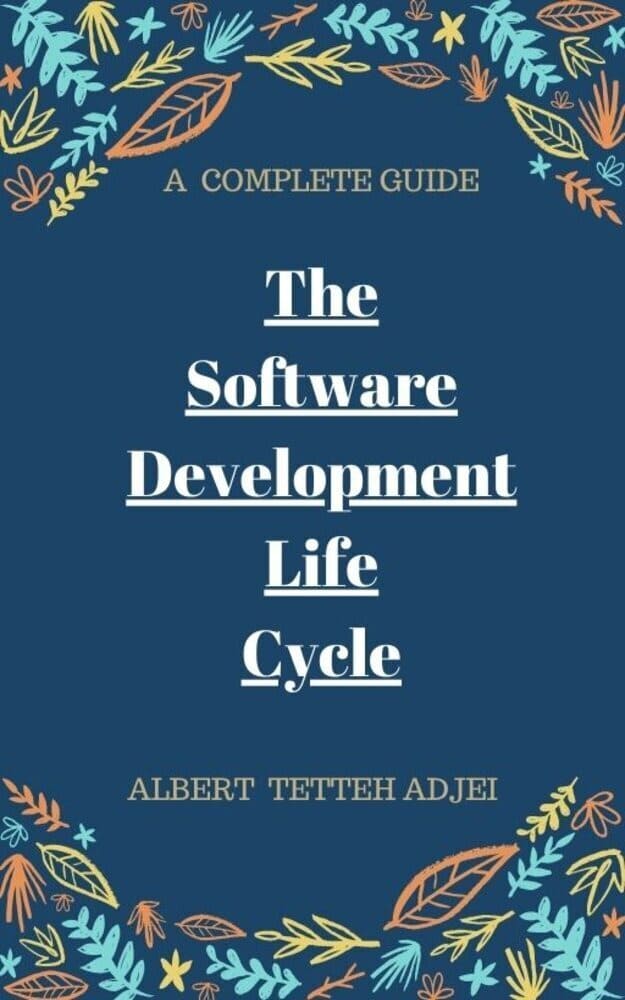 A COMPLETE GUIDE
The
Software
Development
Life
Cycle
ALBERT TETTEH ADJEI